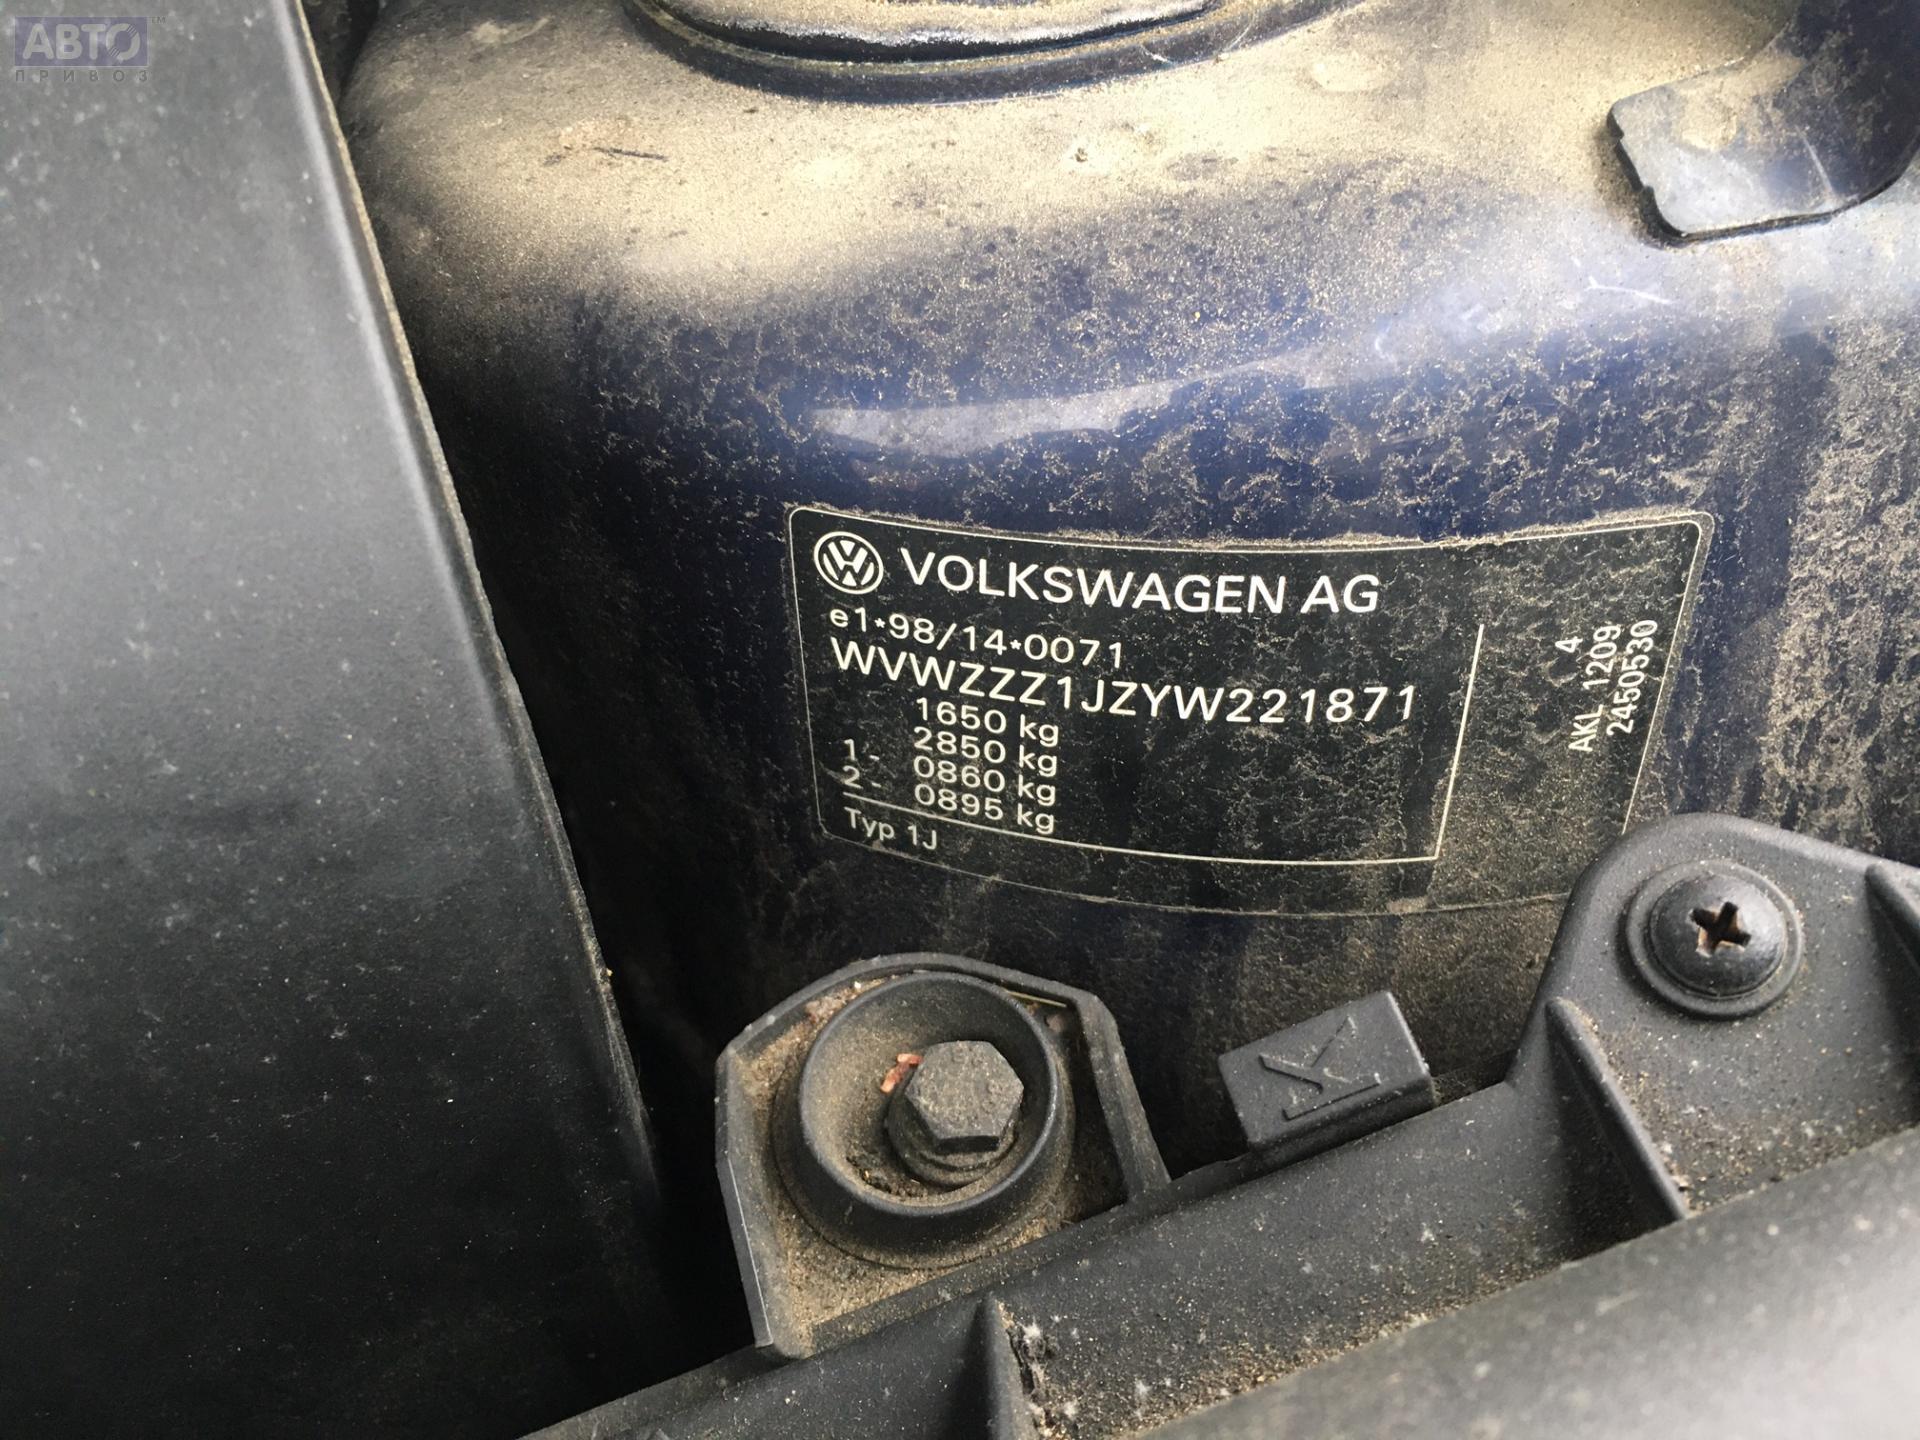 АВТО™
ПРИВОЗ
VOLKSWAGEN AG
e1*98/14*0071
WVWZZZ1JZYW221871
1650 kg
2850 kg
1 - 0860 kg
2 - 0895 kg
Typ 1J
4
AKL 1209
2450530
K